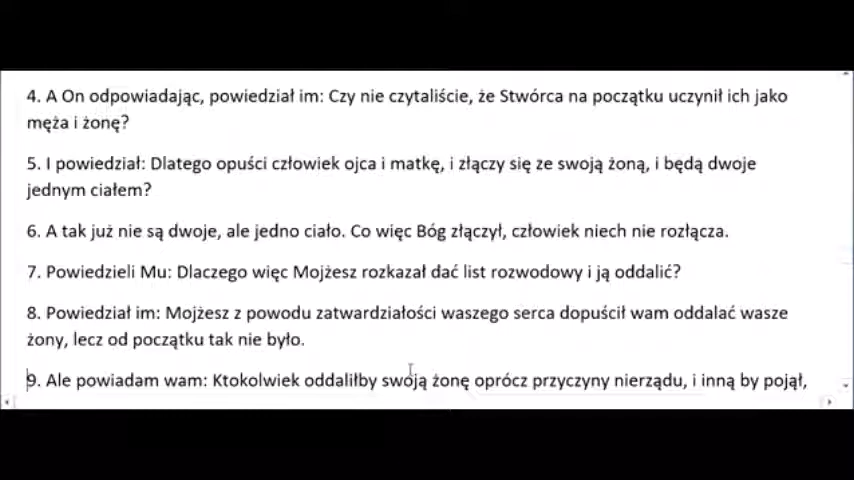 4. A On odpowiadając, powiedział im: Czy nie czytaliście, że Stwórca na początku uczynił ich jako
męża i żonę?
5. I powiedział: Dlatego opuści człowiek ojca i matkę, i złączy się ze swoją żoną, i będą dwoje
jednym ciałem?
6. A tak już nie są dwoje, ale jedno ciało. Co więc Bóg złączył, człowiek niech nie rozłącza.
7. Powiedzieli Mu: Dlaczego więc Mojżesz rozkazał dać list rozwodowy i ją oddalić?
8. Powiedział im: Mojżesz z powodu zatwardziałości waszego serca dopuścił wam oddalać wasze
żony, lecz od początku tak nie było.
9. Ale powiadam wam: Ktokolwiek oddaliłby swoją żonę oprócz przyczyny nierządu, i inną by pojął,